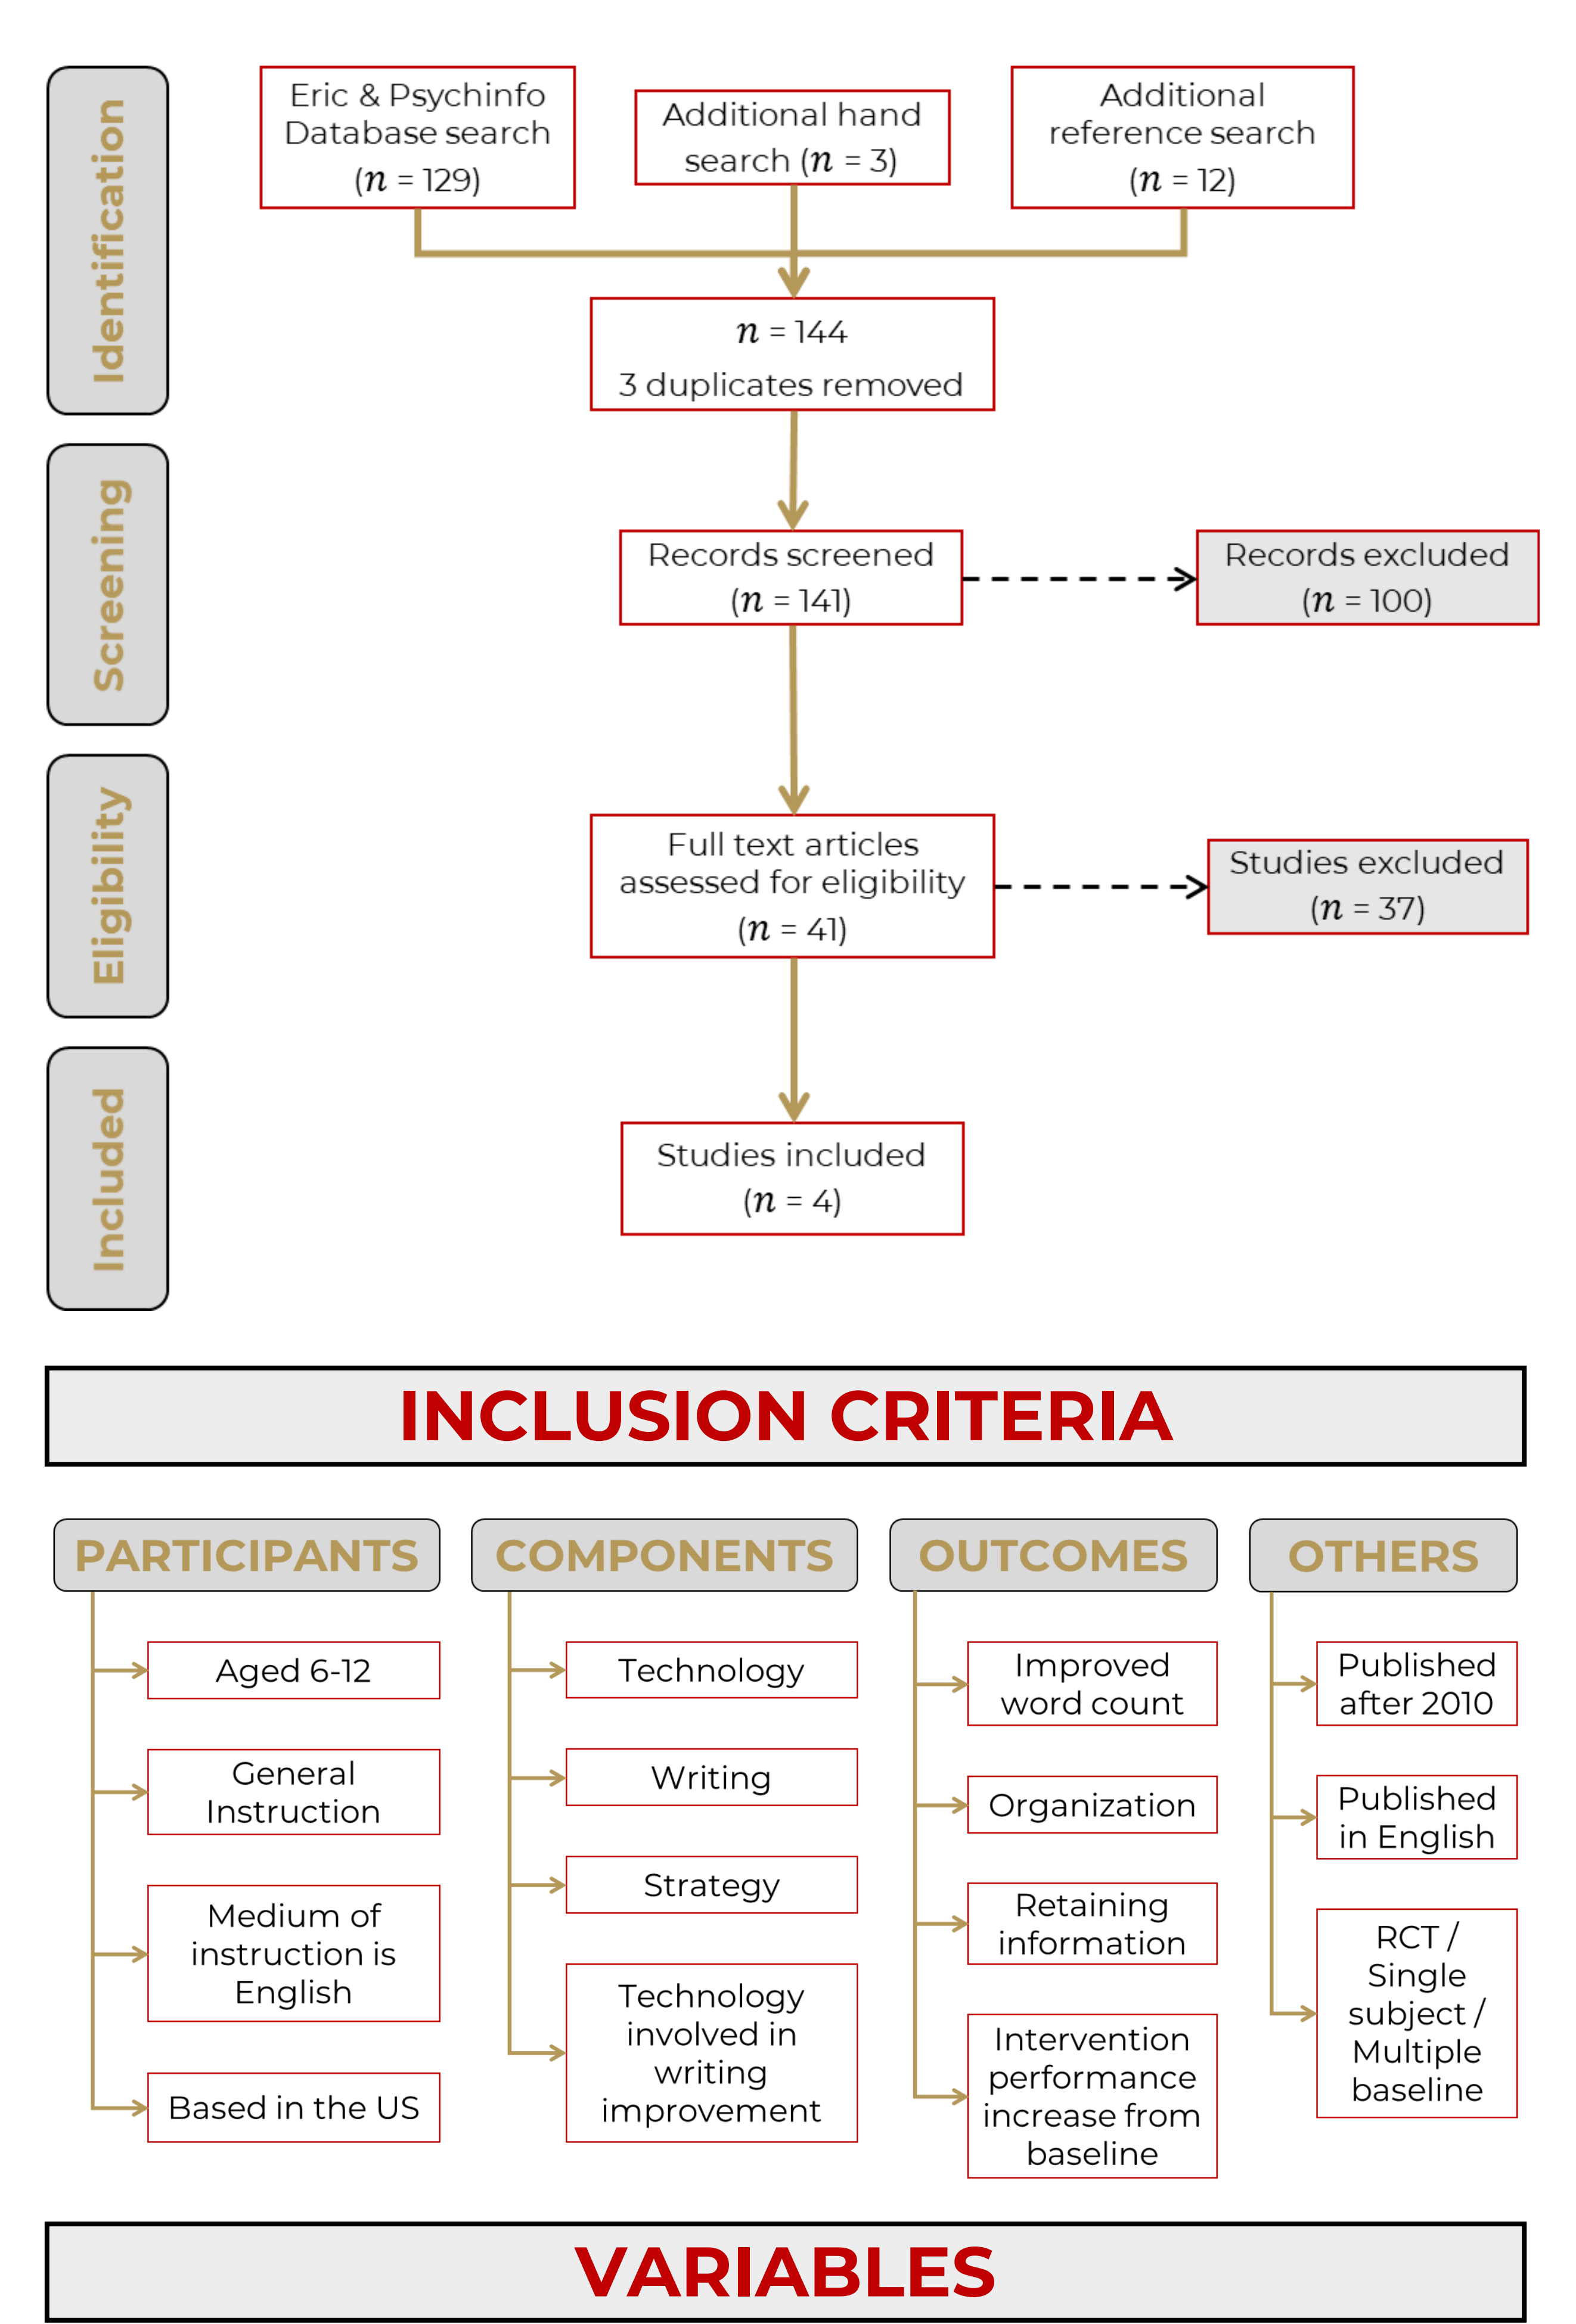 Identification
Eric & Psychinfo
Database search
(n = 129)
Additional hand
search (n = 3)
Additional
reference search
(n = 12)
n = 144
3 duplicates removed
Screening
Records screened
(n = 141)
Records excluded
(n = 100)
Eligibility
Full text articles
assessed for eligibility
(n = 41)
Studies excluded
(n = 37)
Included
Studies included
(n = 4)
INCLUSION CRITERIA
PARTICIPANTS
Aged 6-12
General
Instruction
Medium of
instruction is
English
Based in the US
COMPONENTS
Technology
Writing
Strategy
Technology
involved in
writing
improvement
OUTCOMES
Improved
word count
Organization
Retaining
information
Intervention
performance
increase from
baseline
OTHERS
Published
after 2010
Published
in English
RCT /
Single
subject /
Multiple
baseline
VARIABLES